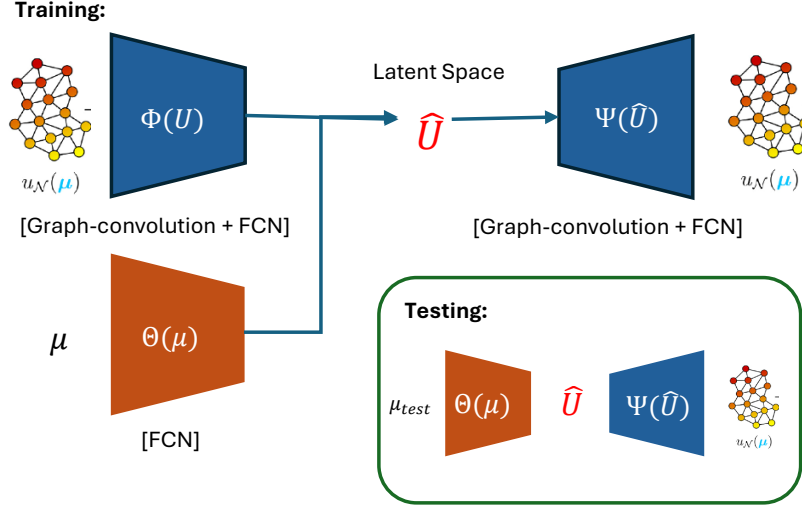 Training:
Latent Space
Φ(U)
Û
Ψ(Û)
u𝒩(μ)
u𝒩(μ)
[Graph-convolution + FCN]
[Graph-convolution + FCN]
μ
Θ(μ)
[FCN]
Testing:
μtest
Θ(μ)
Û
Ψ(Û)
u𝒩(μ)